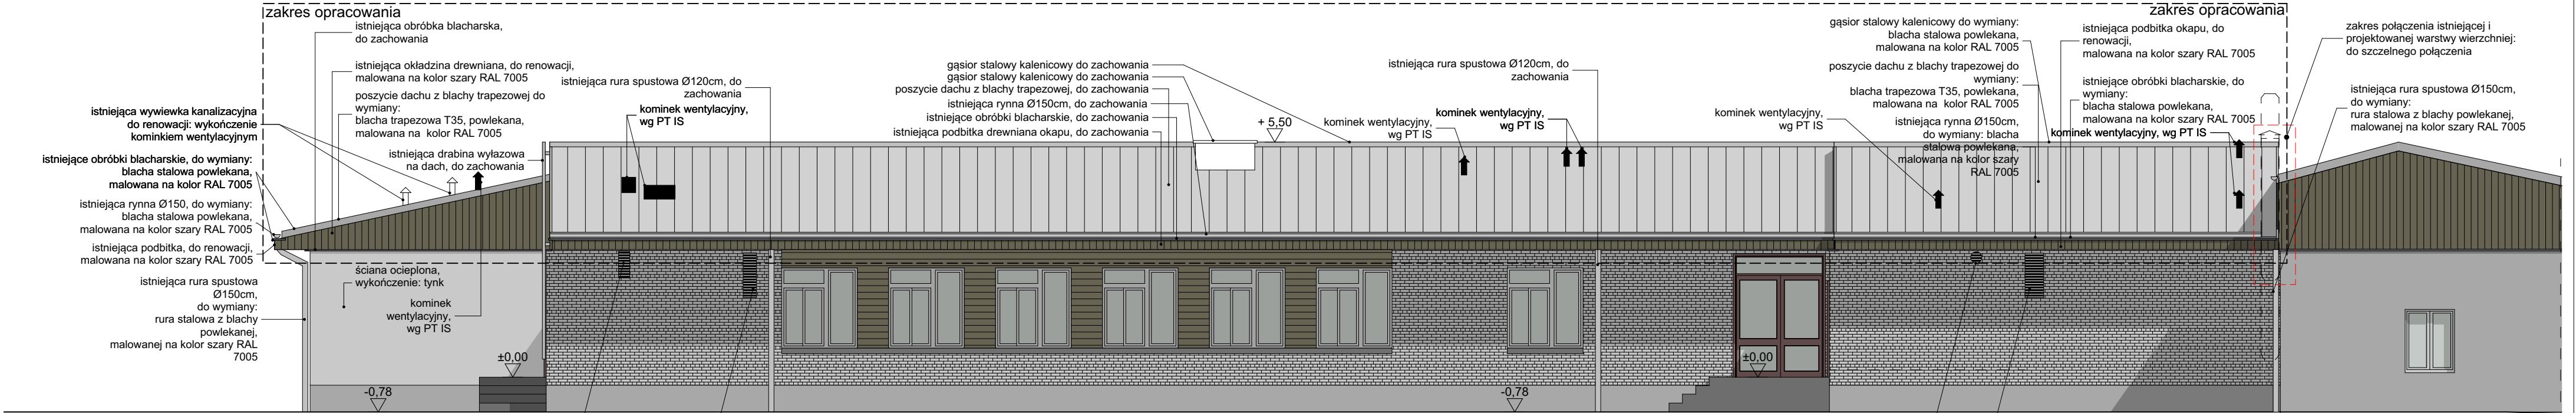 zakres opracowania
istniejąca obróbka blacharska,
do zachowania
istniejąca okładzina drewniana, do renowacji,
malowana na kolor szary RAL 7005
poszycie dachu z blachy trapezowej do
wymiany:
blacha trapezowa T35, powlekana,
malowana na  kolor RAL 7005
istniejąca drabina wyłazowa
na dach, do zachowania
istniejąca wywiewka kanalizacyjna
do renowacji: wykończenie
kominkiem wentylacyjnym
istniejące obróbki blacharskie, do wymiany:
blacha stalowa powlekana,
malowana na kolor RAL 7005
istniejąca rynna Ø150, do wymiany:
blacha stalowa powlekana,
malowana na kolor szary RAL 7005
istniejąca podbitka, do renowacji,
malowana na kolor szary RAL 7005
istniejąca rura spustowa
Ø150cm,
do wymiany:
rura stalowa z blachy
powlekanej,
malowanej na kolor szary RAL
7005
ściana ocieplona,
wykończenie: tynk
kominek
wentylacyjny,
wg PT IS
±0,00
-0,78
istniejąca rura spustowa Ø120cm, do
zachowania
kominek wentylacyjny,
wg PT IS
gąsior stalowy kalenicowy do zachowania
gąsior stalowy kalenicowy do zachowania
poszycie dachu z blachy trapezowej, do zachowania
istniejąca rynna Ø150cm, do zachowania
istniejące obróbki blacharskie, do zachowania
istniejąca podbitka drewniana okapu, do zachowania
+ 5,50
istniejąca rura spustowa Ø120cm, do
zachowania
kominek wentylacyjny,
wg PT IS
kominek wentylacyjny,
wg PT IS
-0,78
±0,00
kominek wentylacyjny,
wg PT IS
zakres opracowania
gąsior stalowy kalenicowy do wymiany:
blacha stalowa powlekana,
malowana na kolor RAL 7005
poszycie dachu z blachy trapezowej do
wymiany:
blacha trapezowa T35, powlekana,
malowana na  kolor RAL 7005
istniejąca rynna Ø150cm,
do wymiany: blacha
stalowa powlekana,
malowana na kolor szary
RAL 7005
istniejąca podbitka okapu, do
renowacji,
malowana na kolor szary RAL 7005
istniejące obróbki blacharskie, do
wymiany:
blacha stalowa powlekana,
malowana na kolor szary RAL 7005
kominek wentylacyjny, wg PT IS
zakres połączenia istniejącej i
projektowanej warstwy wierzchniej:
do szczelnego połączenia
istniejąca rura spustowa Ø150cm,
do wymiany:
rura stalowa z blachy powlekanej,
malowanej na kolor szary RAL 7005